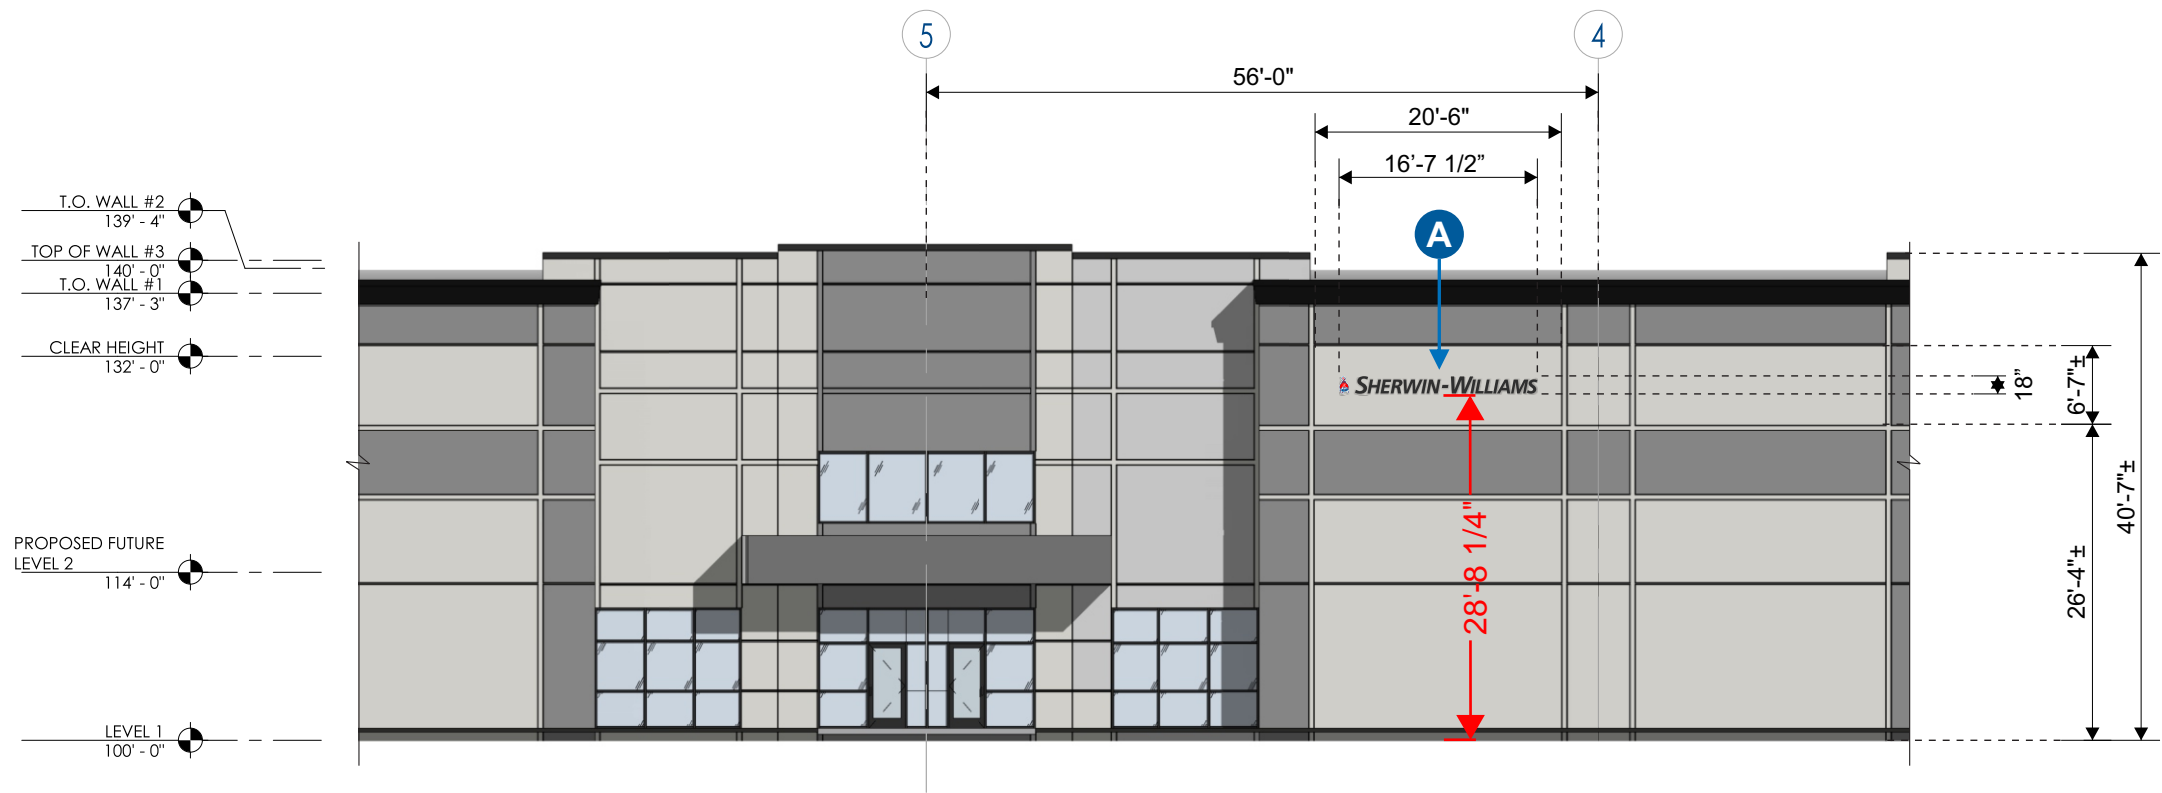 5
4
56'-0"
20'-6"
16’-7 1/2”
A
T.O. WALL #2
139' - 4"
TOP OF WALL #3
140' - 0"
T.O. WALL #1
137' - 3"
CLEAR HEIGHT
132' - 0"
SHERWIN-WILLIAMS
18”
6'-7"±
40'-7"±
28'-8 1/4"
26'-4"±
PROPOSED FUTURE
LEVEL 2
114' - 0"
LEVEL 1
100' - 0"